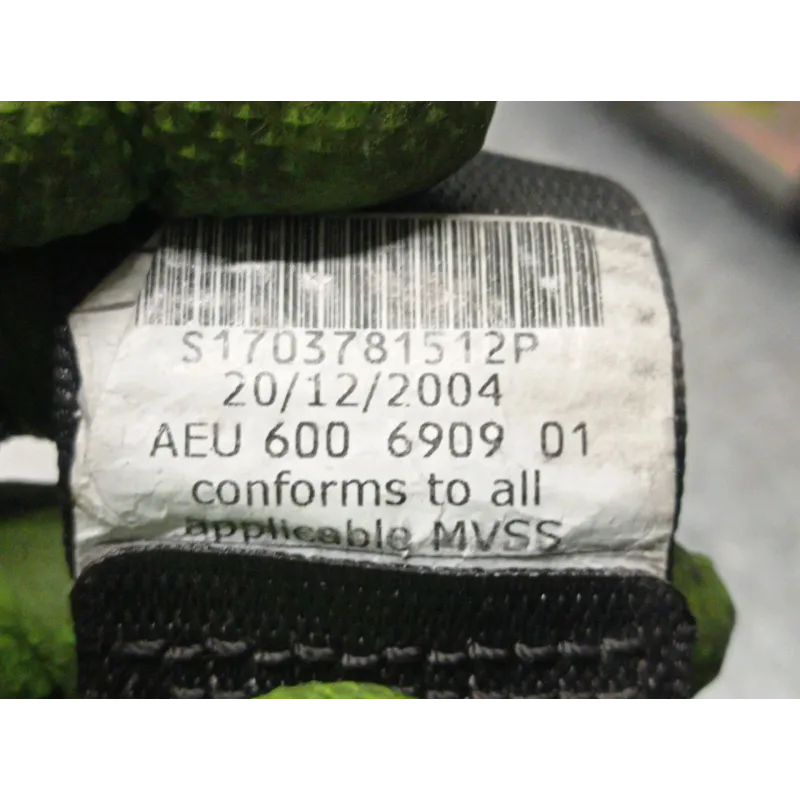 S1703781512P
20/12/2004
AEU 600 6909 01
conforms to all
applicable MVSS